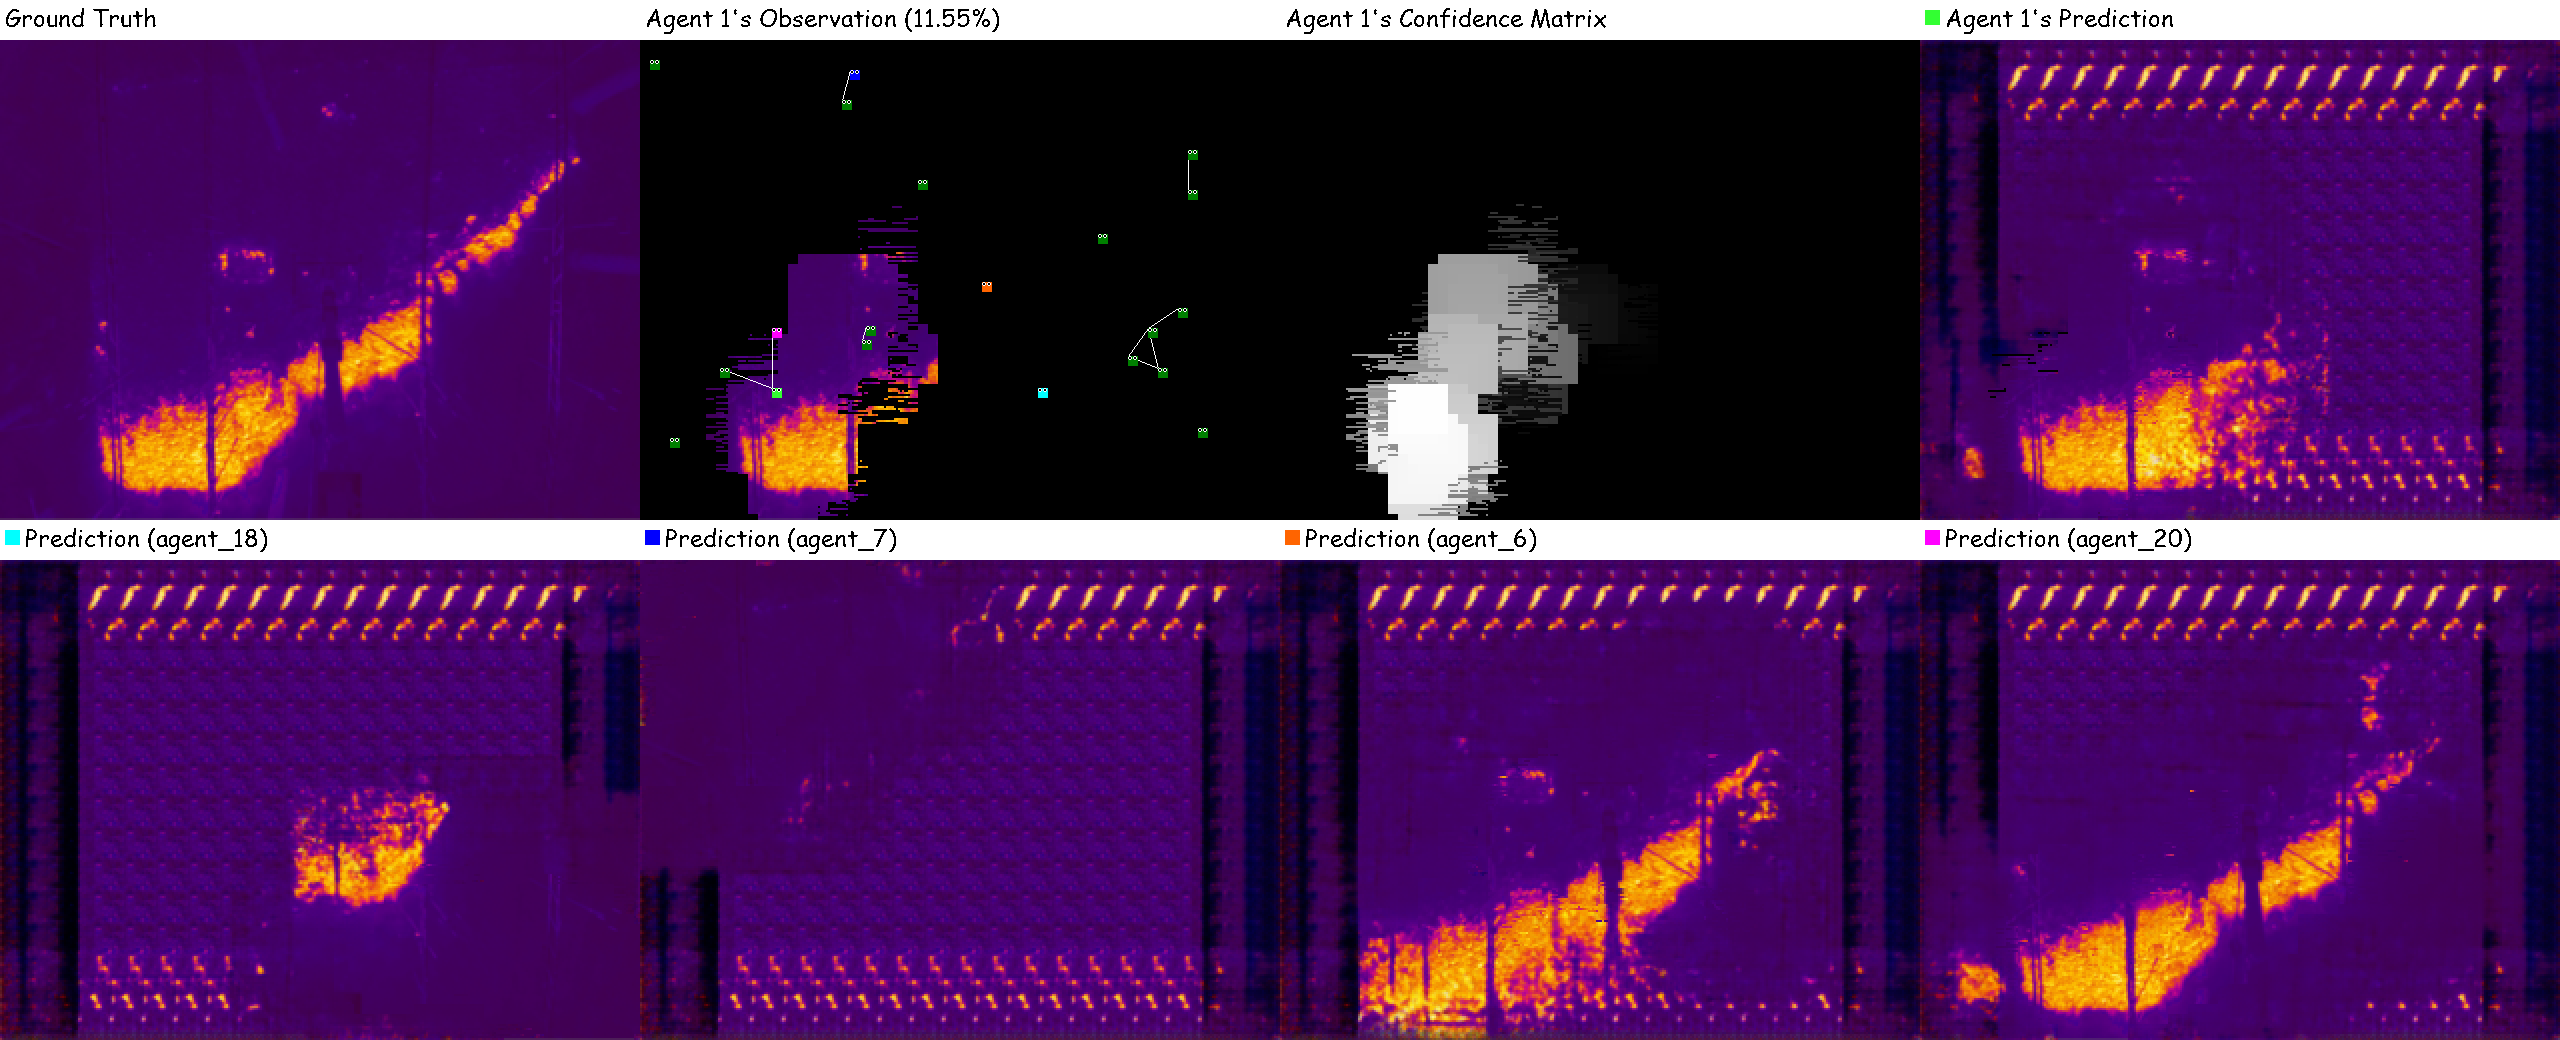 Ground Truth
Agent 1's Observation (11.55%)
Agent 1's Confidence Matrix
Agent 1's Prediction
Prediction (agent_18)
Prediction (agent_7)
Prediction (agent_6)
Prediction (agent_20)